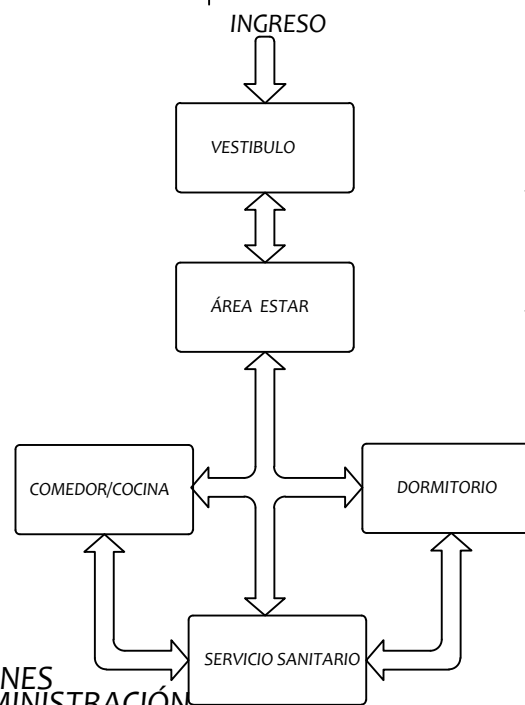 INGRESO
VESTIBULO
ÁREA ESTAR
COMEDOR/COCINA
DORMITORIO
SERVICIO SANITARIO